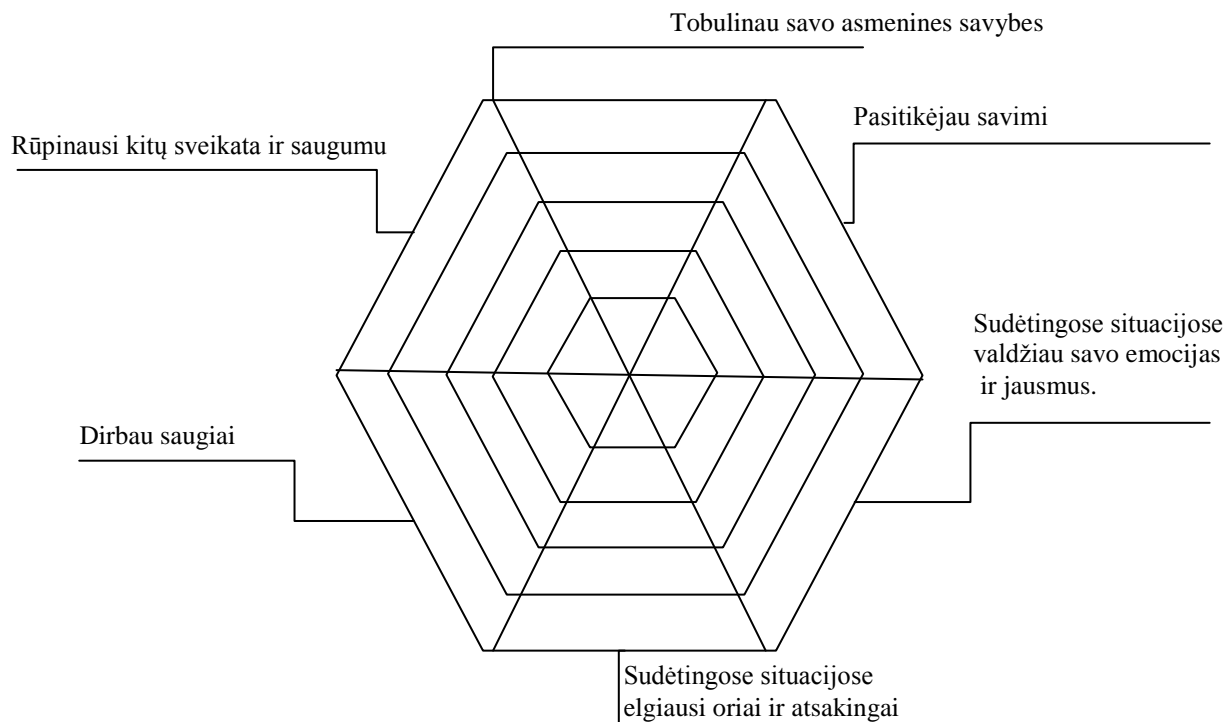 Tobulinau savo asmenines savybes
Pasitikėjau savimi
Rūpinausi kitų sveikata ir saugumu
Sudėtingose situacijose
valdžiau savo emocijas
ir jausmus.
Dirbau saugiai
Sudėtingose situacijose
elgiausi oriai ir atsakingai